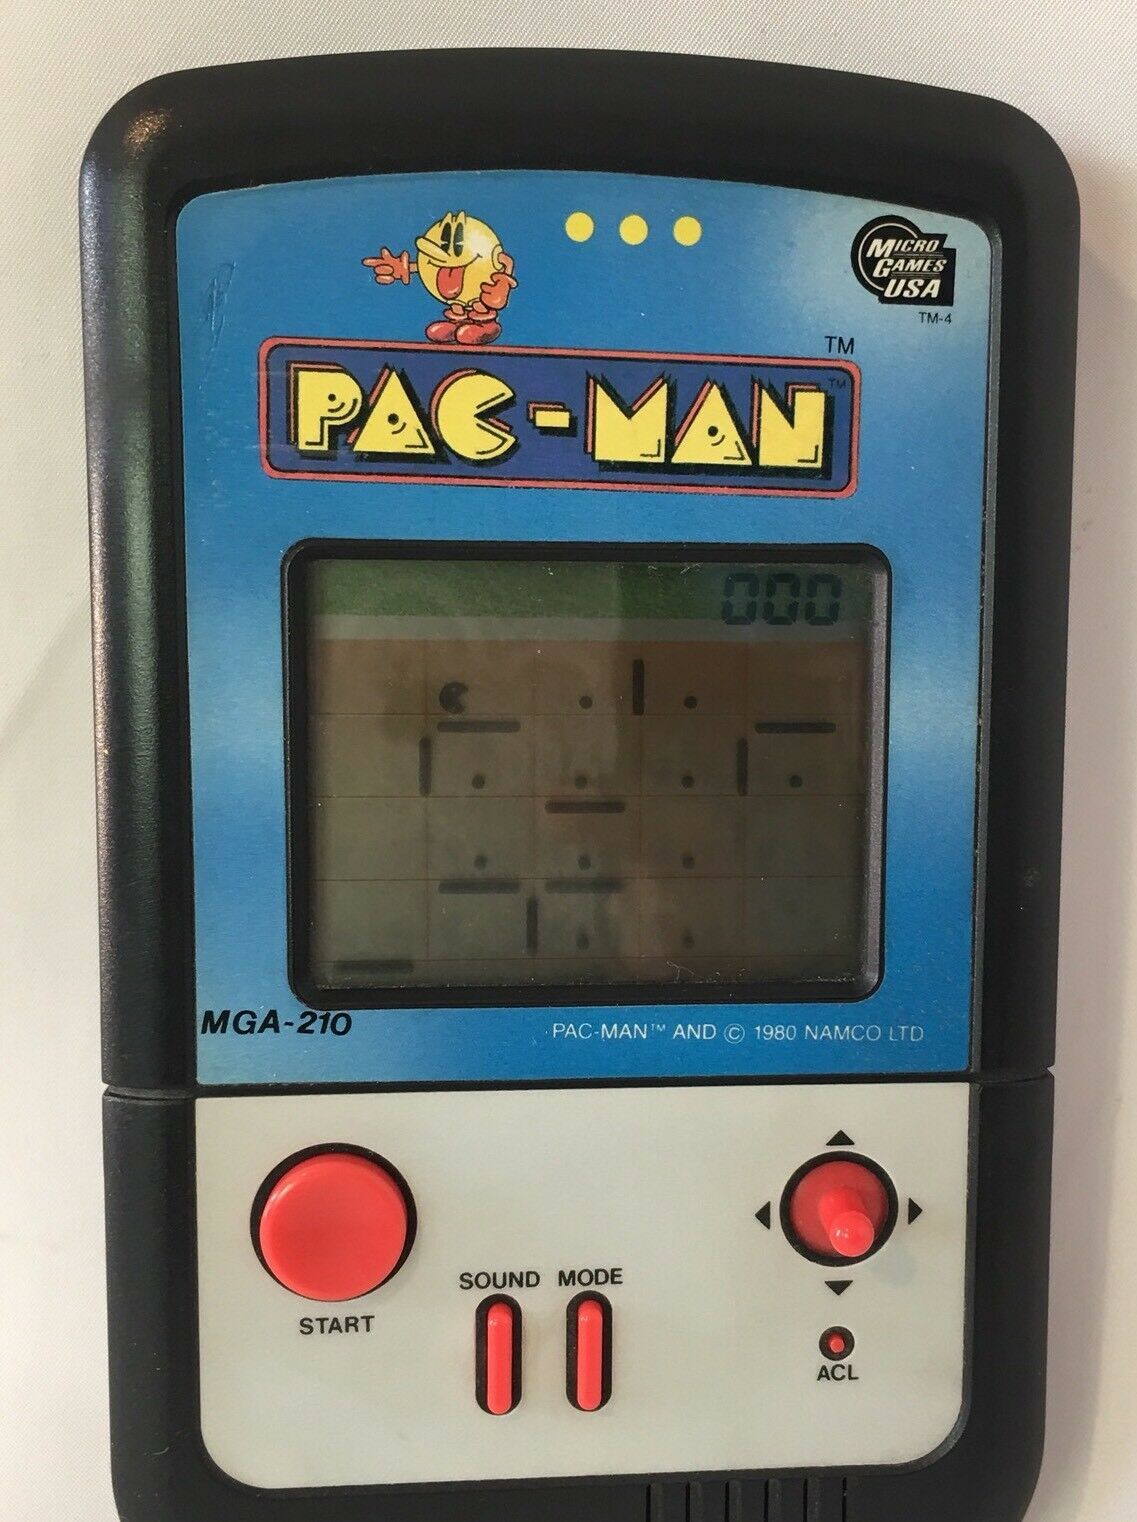 MICRO
GAMES
USA
TM-4
TM
PAC-MAN TM
000
MGA-210
PAC-MAN™ AND © 1980 NAMCO LTD
SOUND MODE
START
ACL